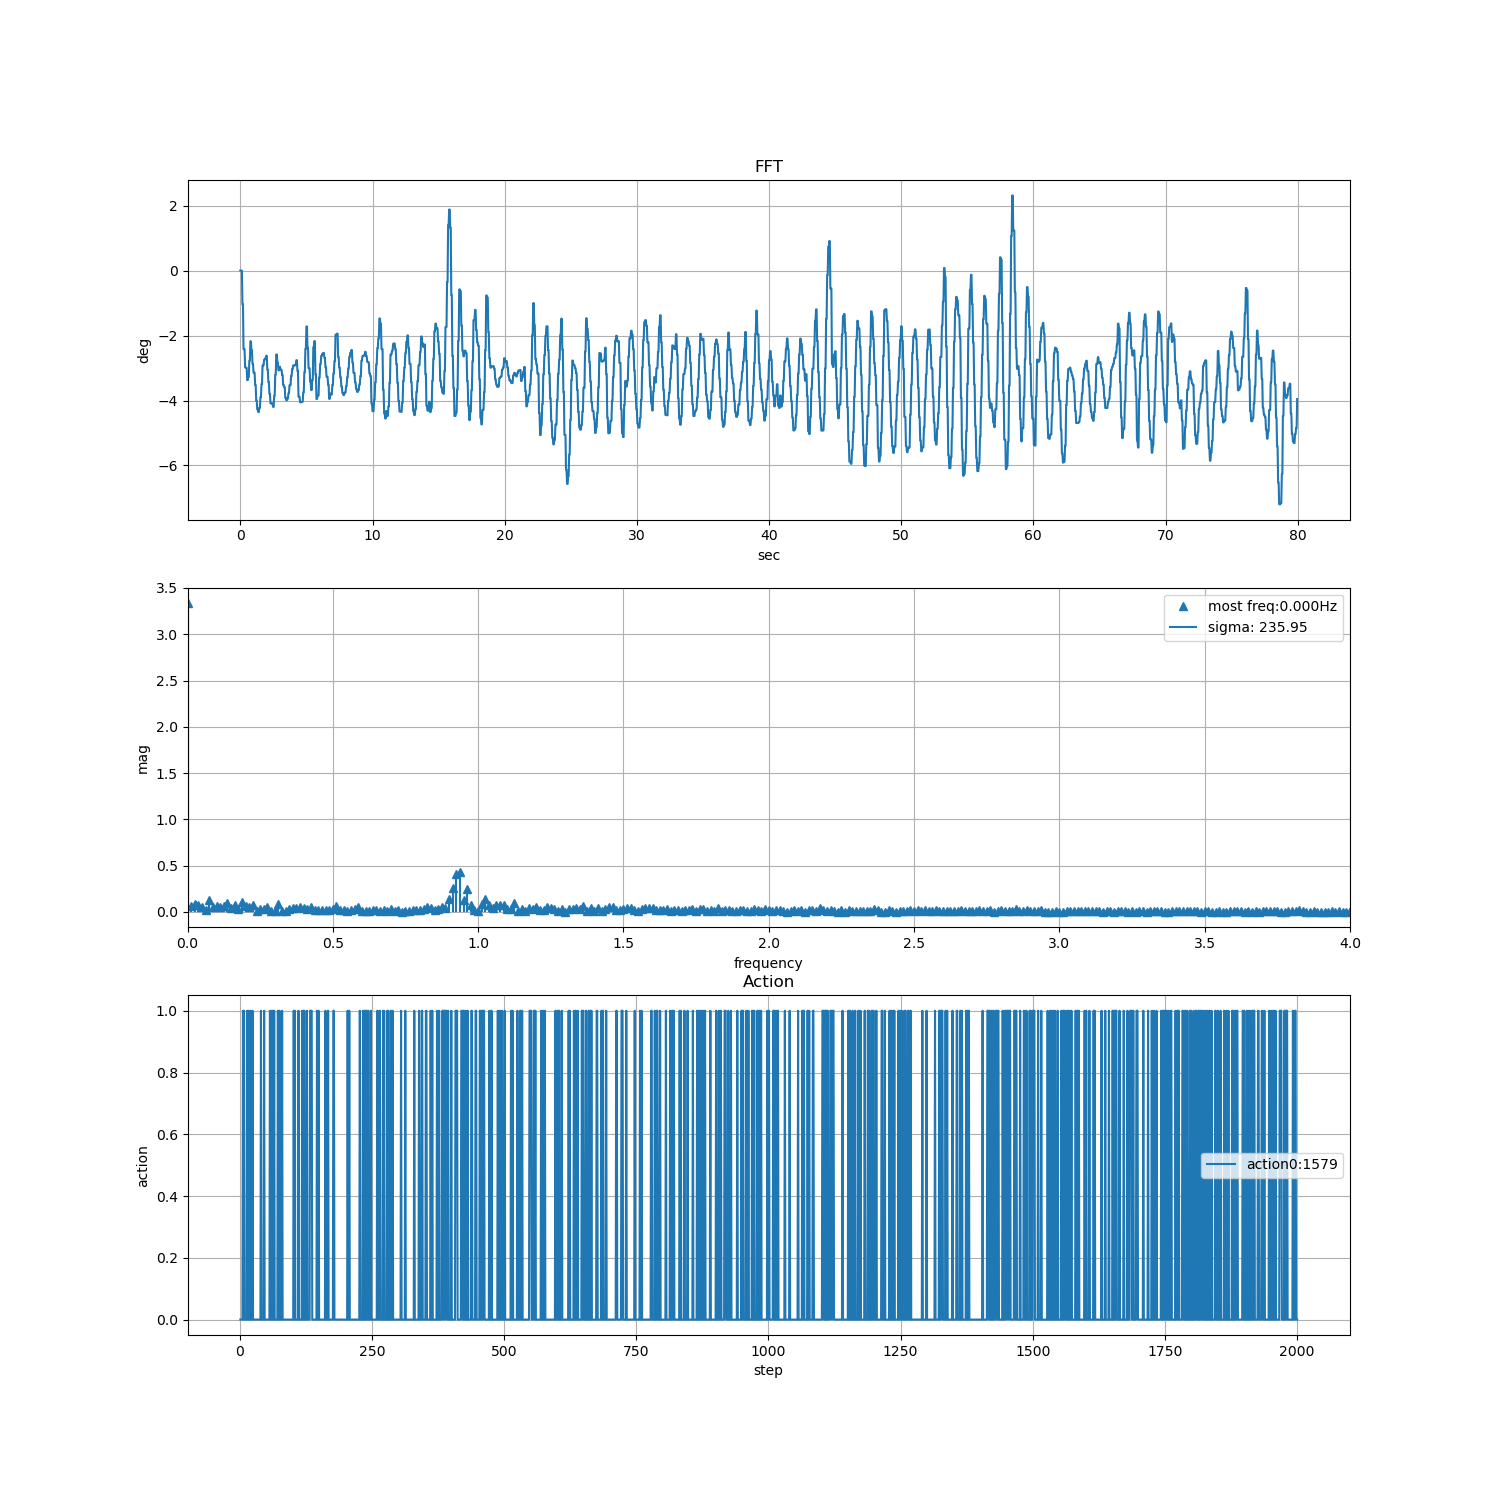 FFT
2
0
−2
−4
−6
deg
0 10 20 30 40 50 60 70 80
sec
3.5
3.0
2.5
2.0
1.5
1.0
0.5
0.0
mag
most freq:0.000Hz
sigma: 235.95
0.0 0.5 1.0 1.5 2.0 2.5 3.0 3.5 4.0
frequency
Action
1.0
0.8
0.6
0.4
0.2
0.0
action
action0:1579
0 250 500 750 1000 1250 1500 1750 2000
step